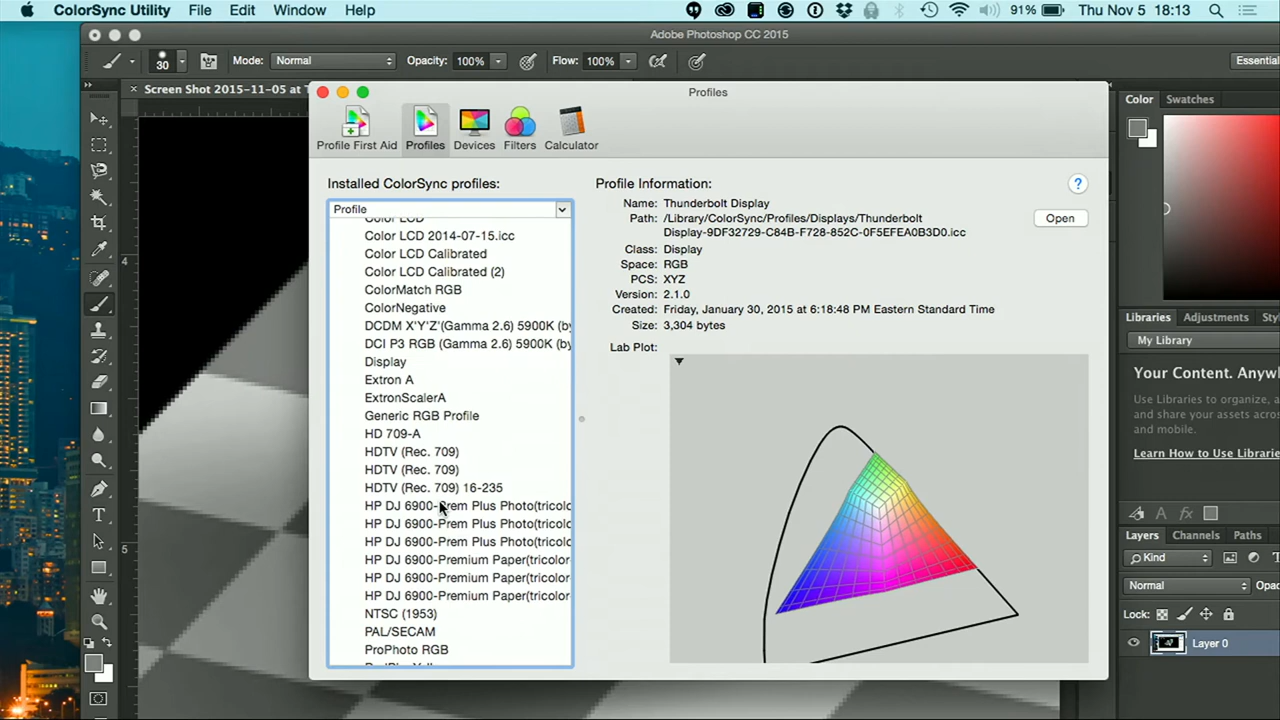 ColorSync Utility File Edit Window Help 91% Thu Nov 5 18:13
Adobe Photoshop CC 2015
30 Mode: Normal Opacity: 100% Flow: 100% Essential
× Screen Shot 2015-11-05 at
Profiles
Profile First Aid Profiles Devices Filters Calculator
Installed ColorSync profiles:
Profile
Color LCD
Color LCD 2014-07-15.icc
Color LCD Calibrated
Color LCD Calibrated (2)
ColorMatch RGB
ColorNegative
DCDM X'Y'Z'(Gamma 2.6) 5900K (by
DCI P3 RGB (Gamma 2.6) 5900K (by
Display
Extron A
ExtronScalerA
Generic RGB Profile
HD 709-A
HDTV (Rec. 709)
HDTV (Rec. 709)
HDTV (Rec. 709) 16-235
HP DJ 6900-Prem Plus Photo(tricolo
HP DJ 6900-Prem Plus Photo(tricolo
HP DJ 6900-Prem Plus Photo(tricolo
HP DJ 6900-Premium Paper(tricolor
HP DJ 6900-Premium Paper(tricolor
HP DJ 6900-Premium Paper(tricolor
NTSC (1953)
PAL/SECAM
ProPhoto RGB
Profile Information:
?
Name: Thunderbolt Display
Path: /Library/ColorSync/Profiles/Displays/Thunderbolt
Display-9DF32729-C84B-F728-852C-0F5EFEA0B3D0.icc
Open
Class: Display
Space: RGB
PCS: XYZ
Version: 2.1.0
Created: Friday, January 30, 2015 at 6:18:48 PM Eastern Standard Time
Size: 3,304 bytes
Lab Plot:
4
5
Color Swatches
Libraries Adjustments Sty
My Library
Your Content. Anyw
Use Libraries to organize
and share your assets across
and mobile.
Learn How to Use Librari
Layers Channels Paths
Kind
Normal Opac
Lock:
Layer 0